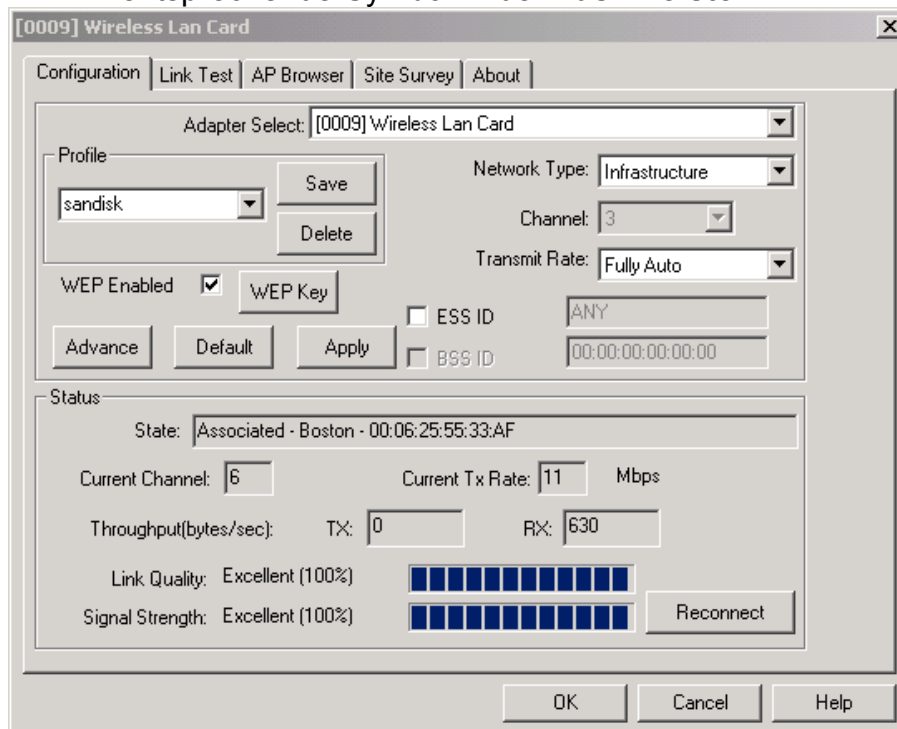 [0009] Wireless Lan Card
Configuration Link Test AP Browser Site Survey About
Adapter Select: [0009] Wireless Lan Card
Profile
sandisk
Save
Delete
Network Type: Infrastructure
Channel: 3
Transmit Rate: Fully Auto
WEP Enabled WEP Key
ESS ID ANY
Advance Default Apply
BSS ID 00:00:00:00:00:00
Status
State: Associated - Boston - 00:06:25:55:33:AF
Current Channel: 6 Current Tx Rate: 11 Mbps
Throughput(bytes/sec): TX: 0 RX: 630
Link Quality: Excellent (100%)
Signal Strength: Excellent (100%)
Reconnect
OK Cancel Help